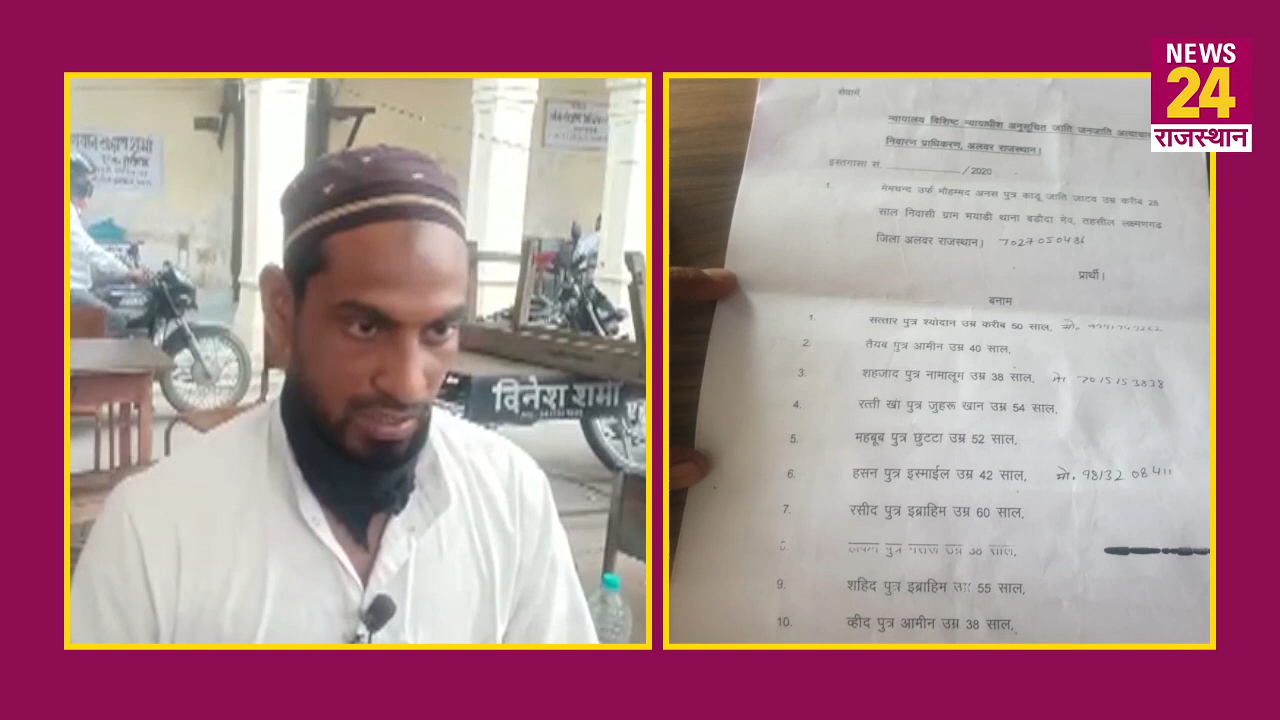 NEWS
24
राजस्थान
विनेश शर्मा
सेवामें,
न्यायालय विशिष्ट न्यायाधीश अनुसूचित जाति जनजाति अत्याचार
निवारण प्राधिकरण, अलवर राजस्थान।
इस्तगासा सं. / 2020
1. मेमचन्द उर्फ मोहम्मद अनस पुत्र काडू जाति जाटव उम्र करीब 28
साल निवासी ग्राम मयाडी थाना बडौदा मेव, तहसील लक्ष्मणगढ
जिला अलवर राजस्थान। 7027050486
प्रार्थी।
बनाम
1. सत्तार पुत्र श्योदान उम्र करीब 50 साल, मो.
2. तैयब पुत्र आमीन उम्र 40 साल,
3. शहजाद पुत्र नामालूम उम्र 38 साल, मो 7015153838
4. रत्ती खां पुत्र जुहरू खान उम्र 54 साल,
5. महबूब पुत्र छुटटा उम्र 52 साल,
6. हसन पुत्र इस्माईल उम्र 42 साल, मो. 9813208411
7. रसीद पुत्र इब्राहिम उम्र 60 साल,
पुत्र उम्र साल,
9. शहिद पुत्र इब्राहिम उम्र 55 साल,
10. व्हीद पुत्र आमीन उम्र 38 साल,